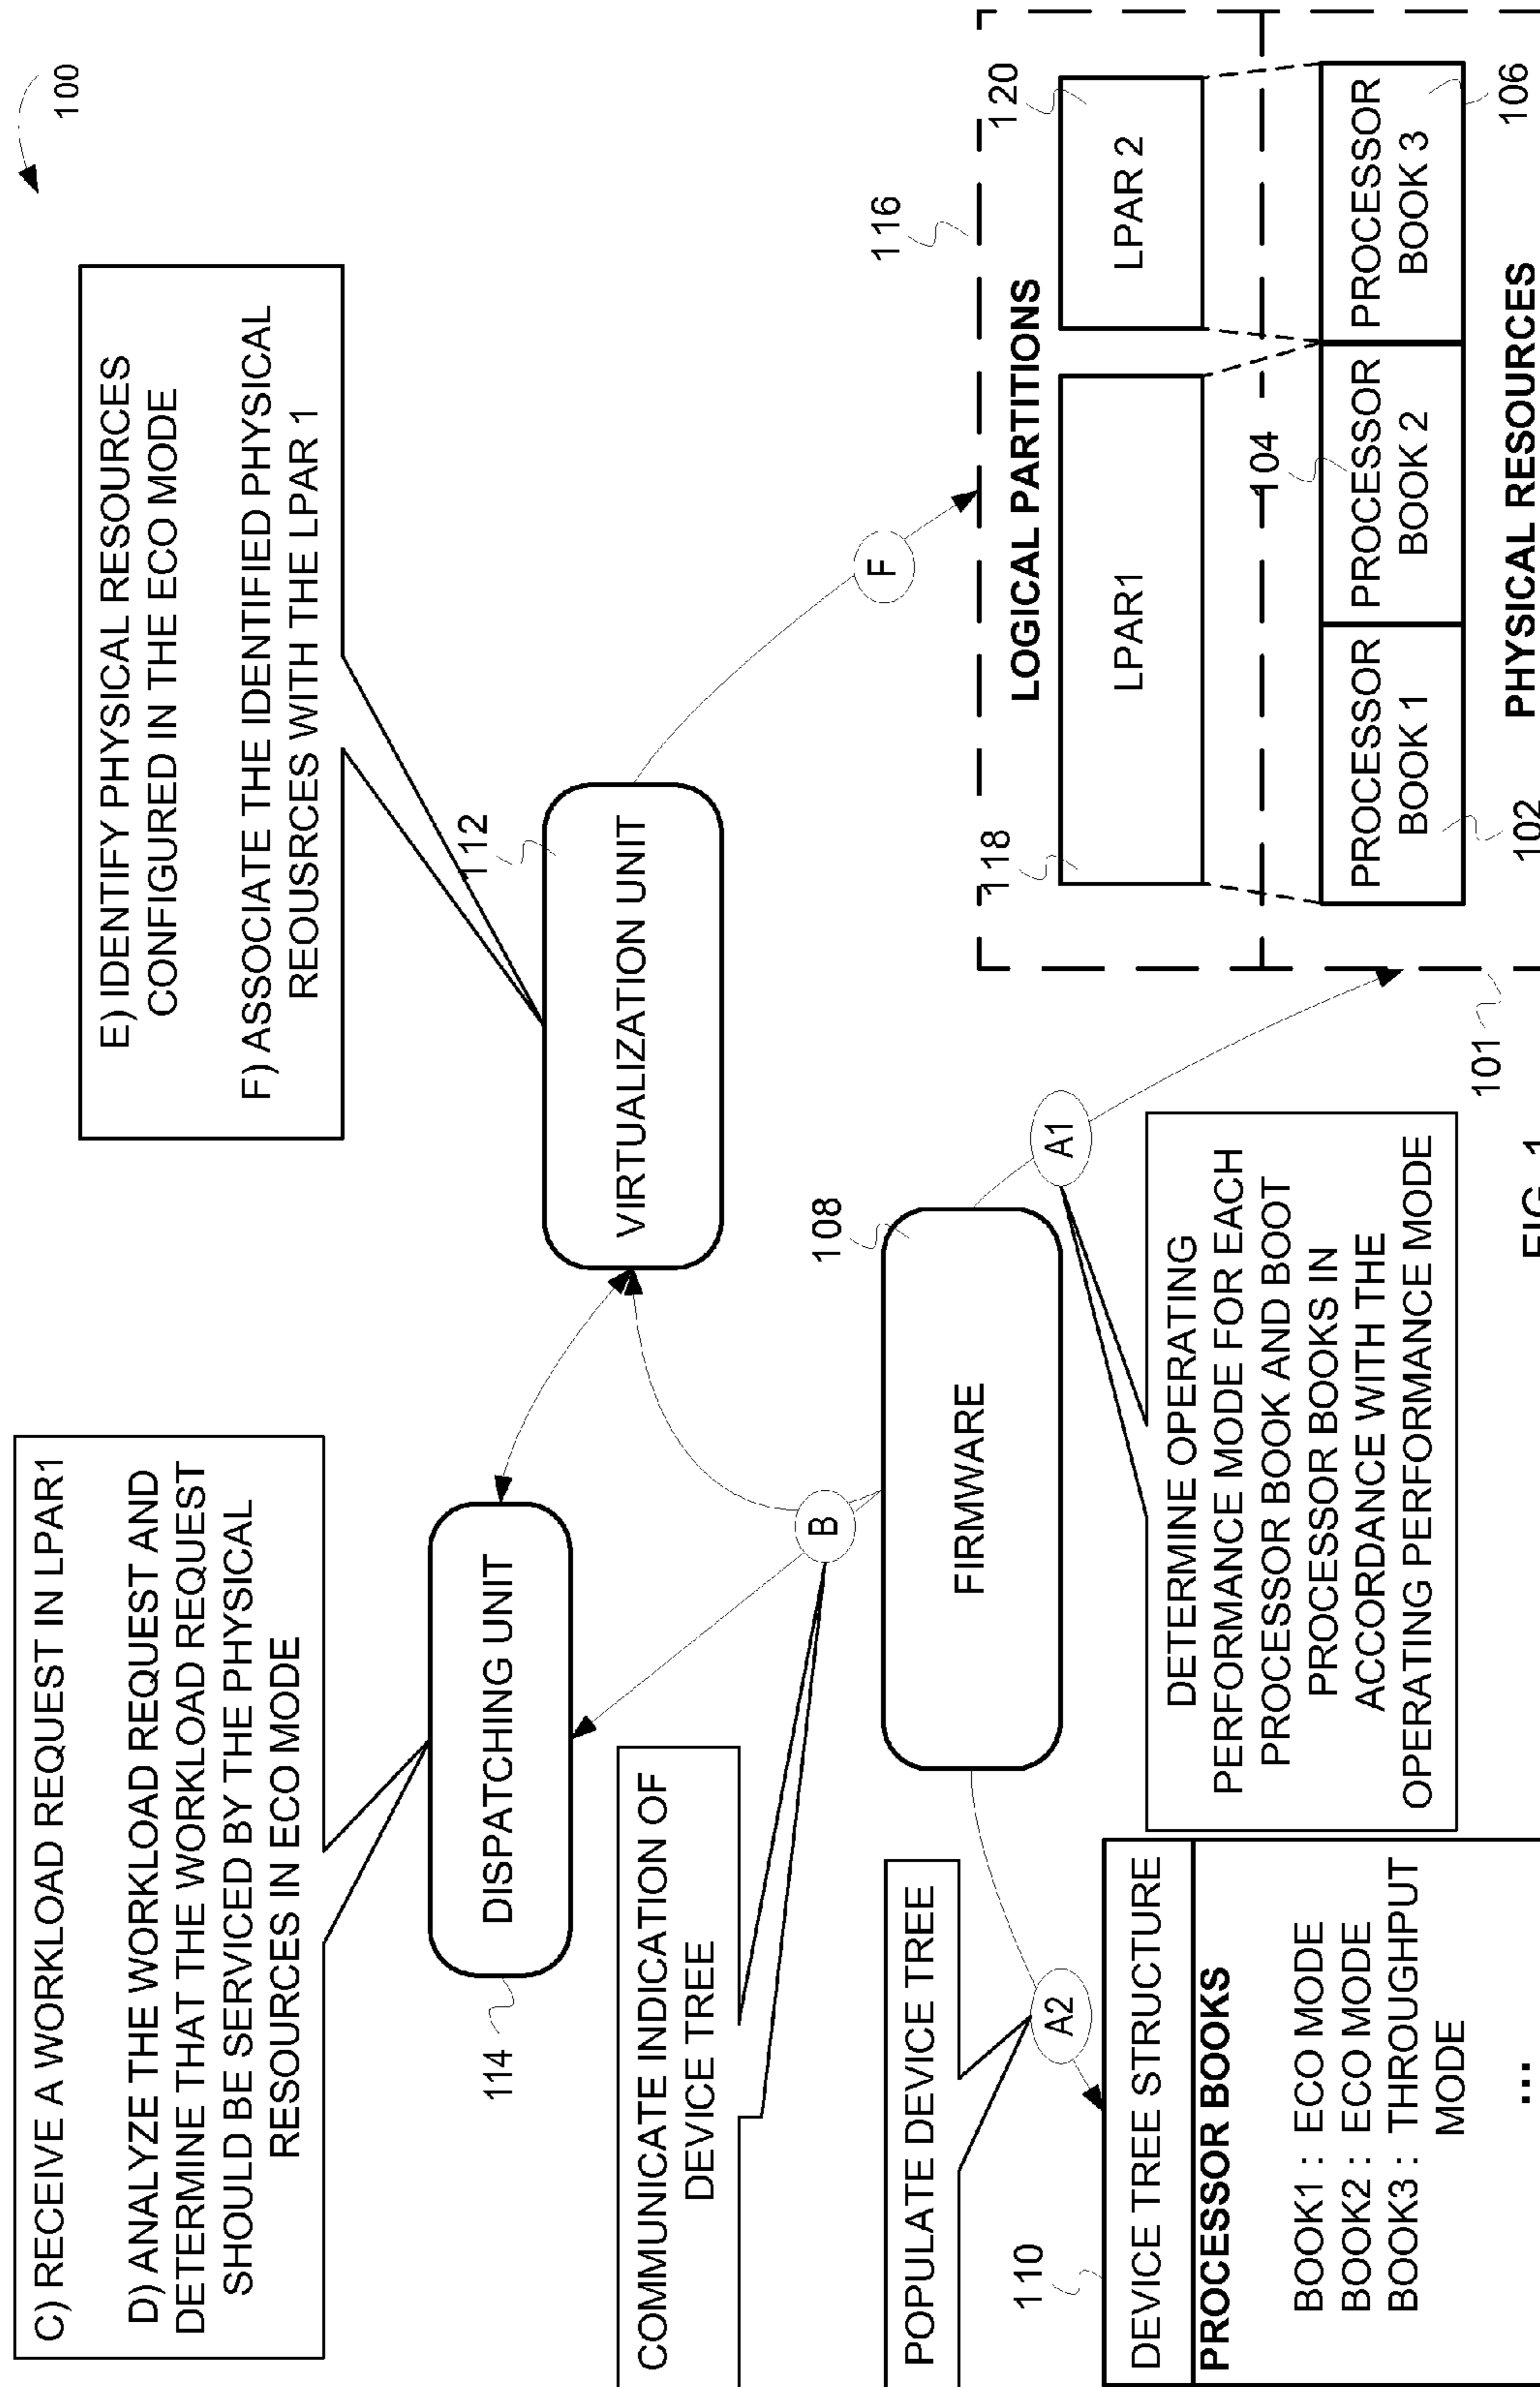 100
C) RECEIVE A WORKLOAD REQUEST IN LPAR1
D) ANALYZE THE WORKLOAD REQUEST AND
DETERMINE THAT THE WORKLOAD REQUEST
SHOULD BE SERVICED BY THE PHYSICAL
RESOURCES IN ECO MODE
E) IDENTIFY PHYSICAL RESOURCES
CONFIGURED IN THE ECO MODE
F) ASSOCIATE THE IDENTIFIED PHYSICAL
REOUSRCES WITH THE LPAR 1
114
DISPATCHING UNIT
112
VIRTUALIZATION UNIT
COMMUNICATE INDICATION OF
DEVICE TREE
B
108
FIRMWARE
F
116
POPULATE DEVICE TREE
A2
A1
110
DEVICE TREE STRUCTURE
PROCESSOR BOOKS
BOOK1 : ECO MODE
BOOK2 : ECO MODE
BOOK3 : THROUGHPUT
MODE
...
DETERMINE OPERATING
PERFORMANCE MODE FOR EACH
PROCESSOR BOOK AND BOOT
PROCESSOR BOOKS IN
ACCORDANCE WITH THE
OPERATING PERFORMANCE MODE
118
120
LOGICAL PARTITIONS
LPAR1
LPAR 2
104
PROCESSOR
BOOK 1
PROCESSOR
BOOK 2
PROCESSOR
BOOK 3
101
102
106
PHYSICAL RESOURCES
FIG. 1